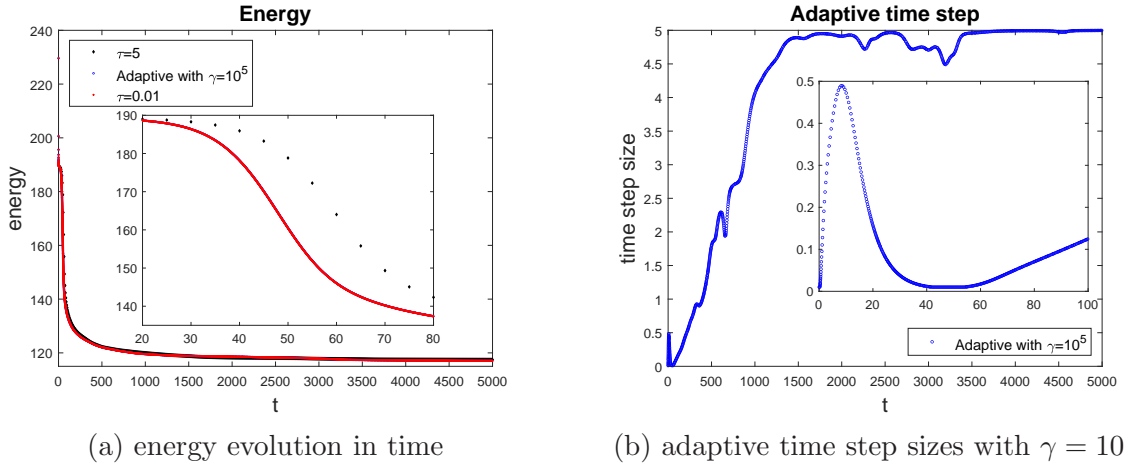 Energy
240
220
200
180
160
140
120
energy
τ=5
Adaptive with γ=10^5
τ=0.01
190
180
170
160
150
140
20 30 40 50 60 70 80
0 500 1000 1500 2000 2500 3000 3500 4000 4500 5000
t
(a) energy evolution in time
Adaptive time step
5
4.5
4
3.5
3
2.5
2
1.5
1
0.5
0
time step size
0.5
0.4
0.3
0.2
0.1
0
0 20 40 60 80 100
Adaptive with γ=10^5
0 500 1000 1500 2000 2500 3000 3500 4000 4500 5000
t
(b) adaptive time step sizes with γ = 10